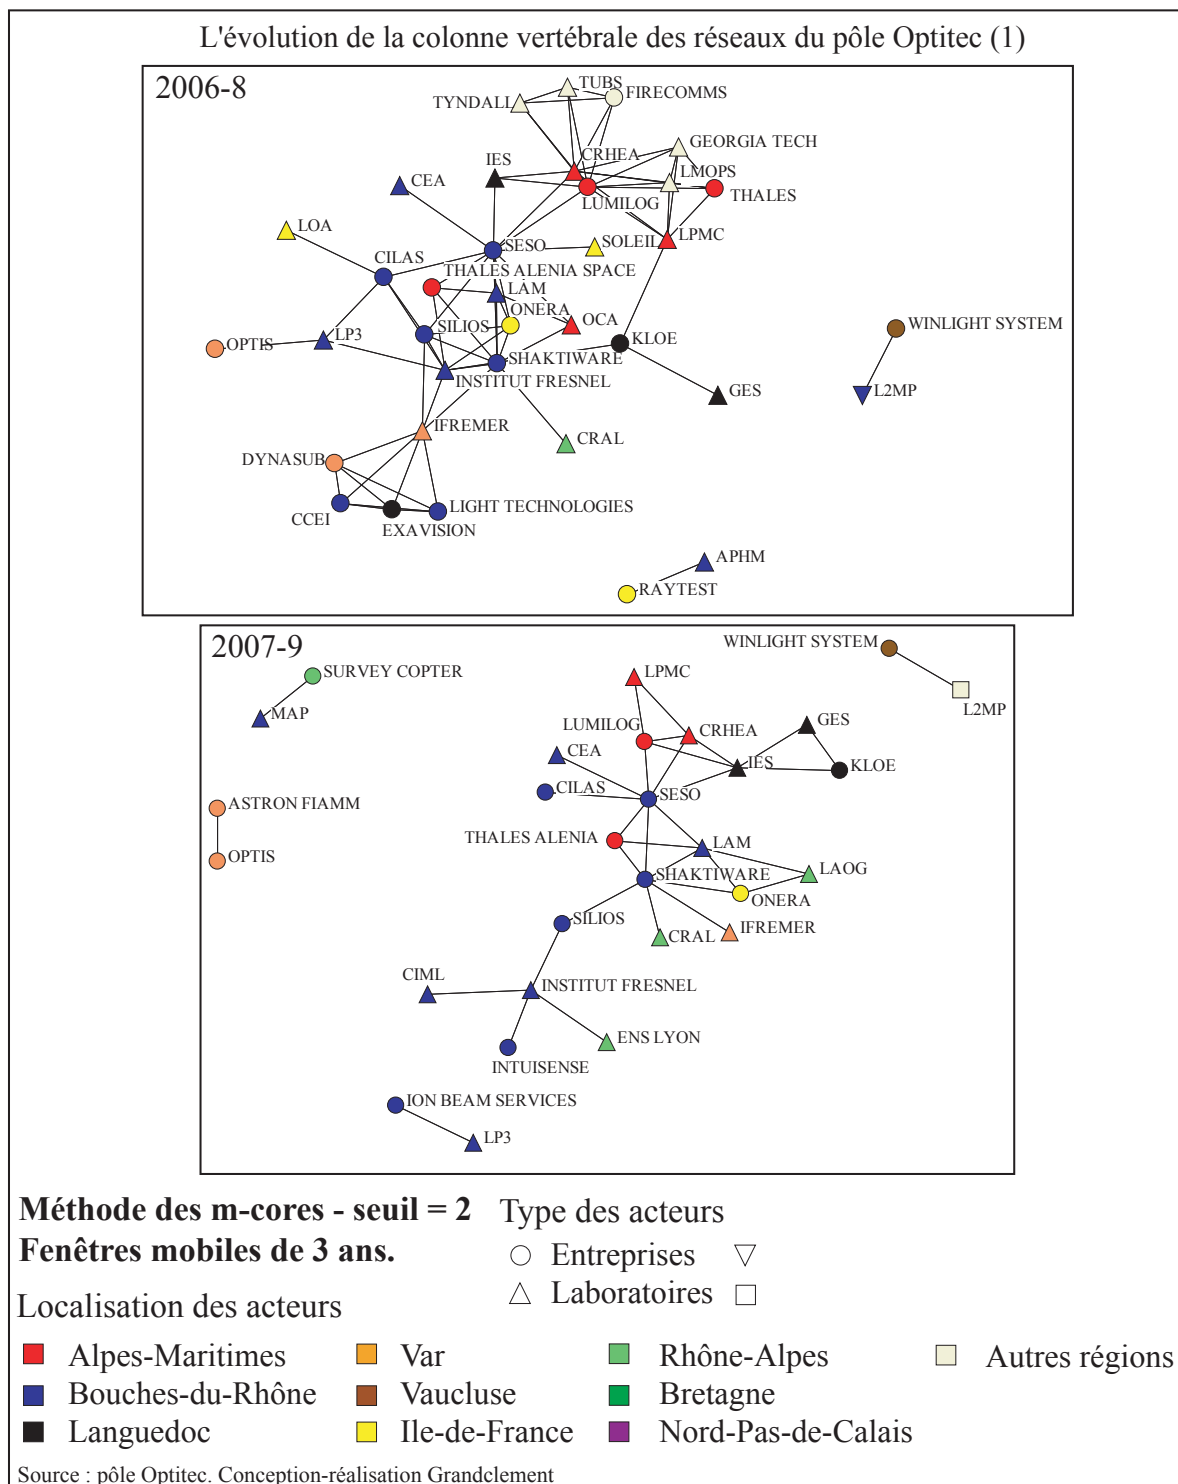 L'évolution de la colonne vertébrale des réseaux du pôle Optitec (1)
2006-8
TUBS
TYNDALL
FIRECOMMS
GEORGIA TECH
IES
CRHEA
CEA
LMOPS
LUMILOG
THALES
LOA
CILAS
SESO
SOLEIL
LPMC
THALES ALENIA SPACE
LAM
ONERA
OPTIS
LP3
SILIOS
OCA
KLOE
WINLIGHT SYSTEM
SHAKTIWARE
INSTITUT FRESNEL
GES
L2MP
IFREMER
CRAL
DYNASUB
LIGHT TECHNOLOGIES
CCEI
EXAVISION
APHM
RAYTEST
2007-9
WINLIGHT SYSTEM
SURVEY COPTER
LPMC
MAP
L2MP
LUMILOG
CRHEA
GES
CEA
IES
KLOE
CILAS
SESO
ASTRON FIAMM
THALES ALENIA
LAM
OPTIS
SHAKTIWARE
LAOG
ONERA
SILIOS
CRAL
IFREMER
CIML
INSTITUT FRESNEL
ENS LYON
INTUISENSE
ION BEAM SERVICES
LP3
Méthode des m-cores - seuil = 2
Fenêtres mobiles de 3 ans.
Type des acteurs
Entreprises
Laboratoires
Localisation des acteurs
Alpes-Maritimes
Var
Rhône-Alpes
Autres régions
Bouches-du-Rhône
Vaucluse
Bretagne
Languedoc
Ile-de-France
Nord-Pas-de-Calais
Source : pôle Optitec. Conception-réalisation Grandclement